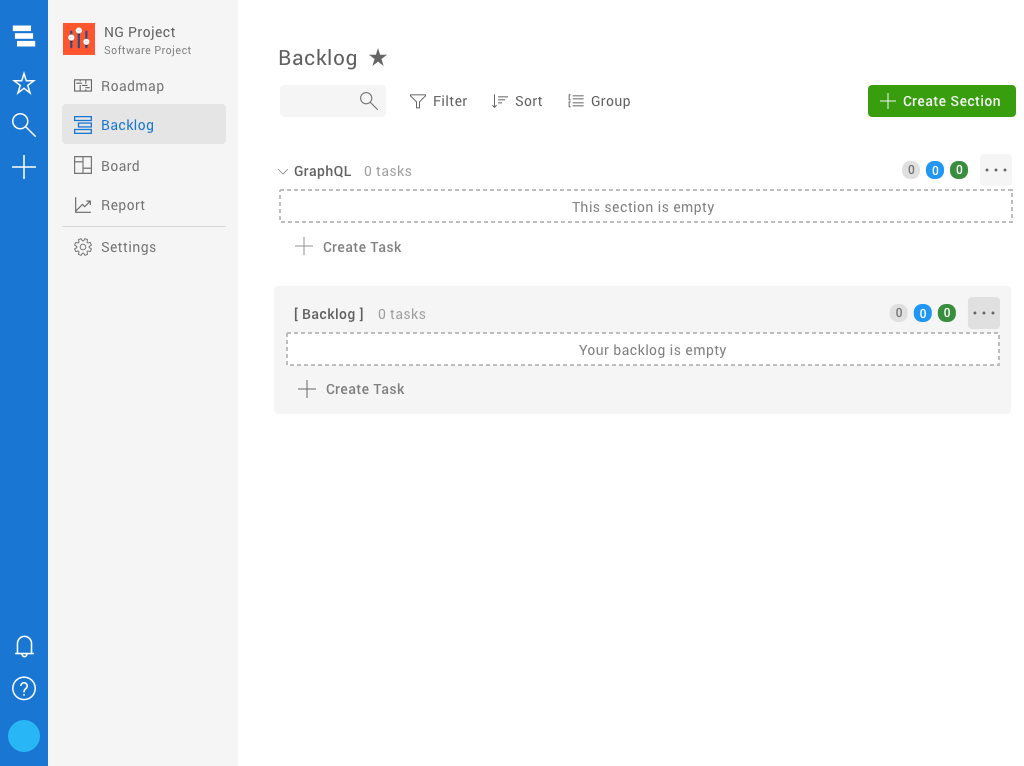 NG Project
Software Project
Roadmap
Backlog
Board
Report
Settings
?
Backlog ★
Filter
Sort
Group
Create Section
GraphQL 0 tasks 0 0 0
This section is empty
Create Task
[ Backlog ] 0 tasks 0 0 0
Your backlog is empty
Create Task